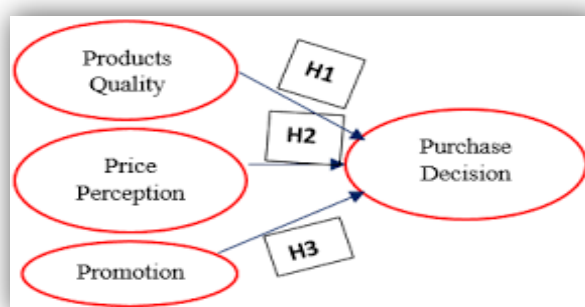 Products
Quality
H1
H2
Price
Perception
Purchase
Decision
H3
Promotion